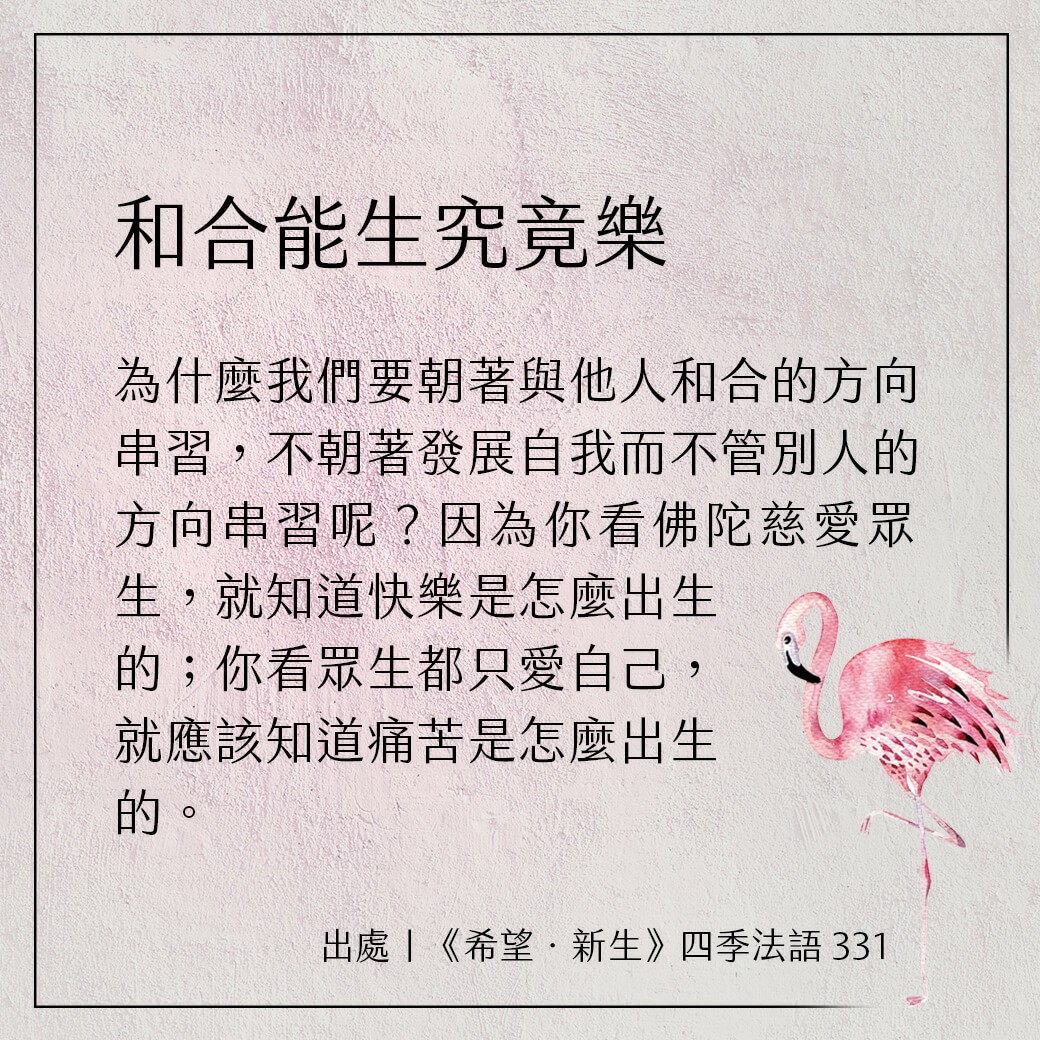 和合能生究竟樂
為什麼我們要朝著與他人和合的方向
串習，不朝著發展自我而不管別人的
方向串習呢？因為你看佛陀慈愛眾
生，就知道快樂是怎麼出生
的；你看眾生都只愛自己，
就應該知道痛苦是怎麼出生
的。
出處｜《希望．新生》四季法語 331